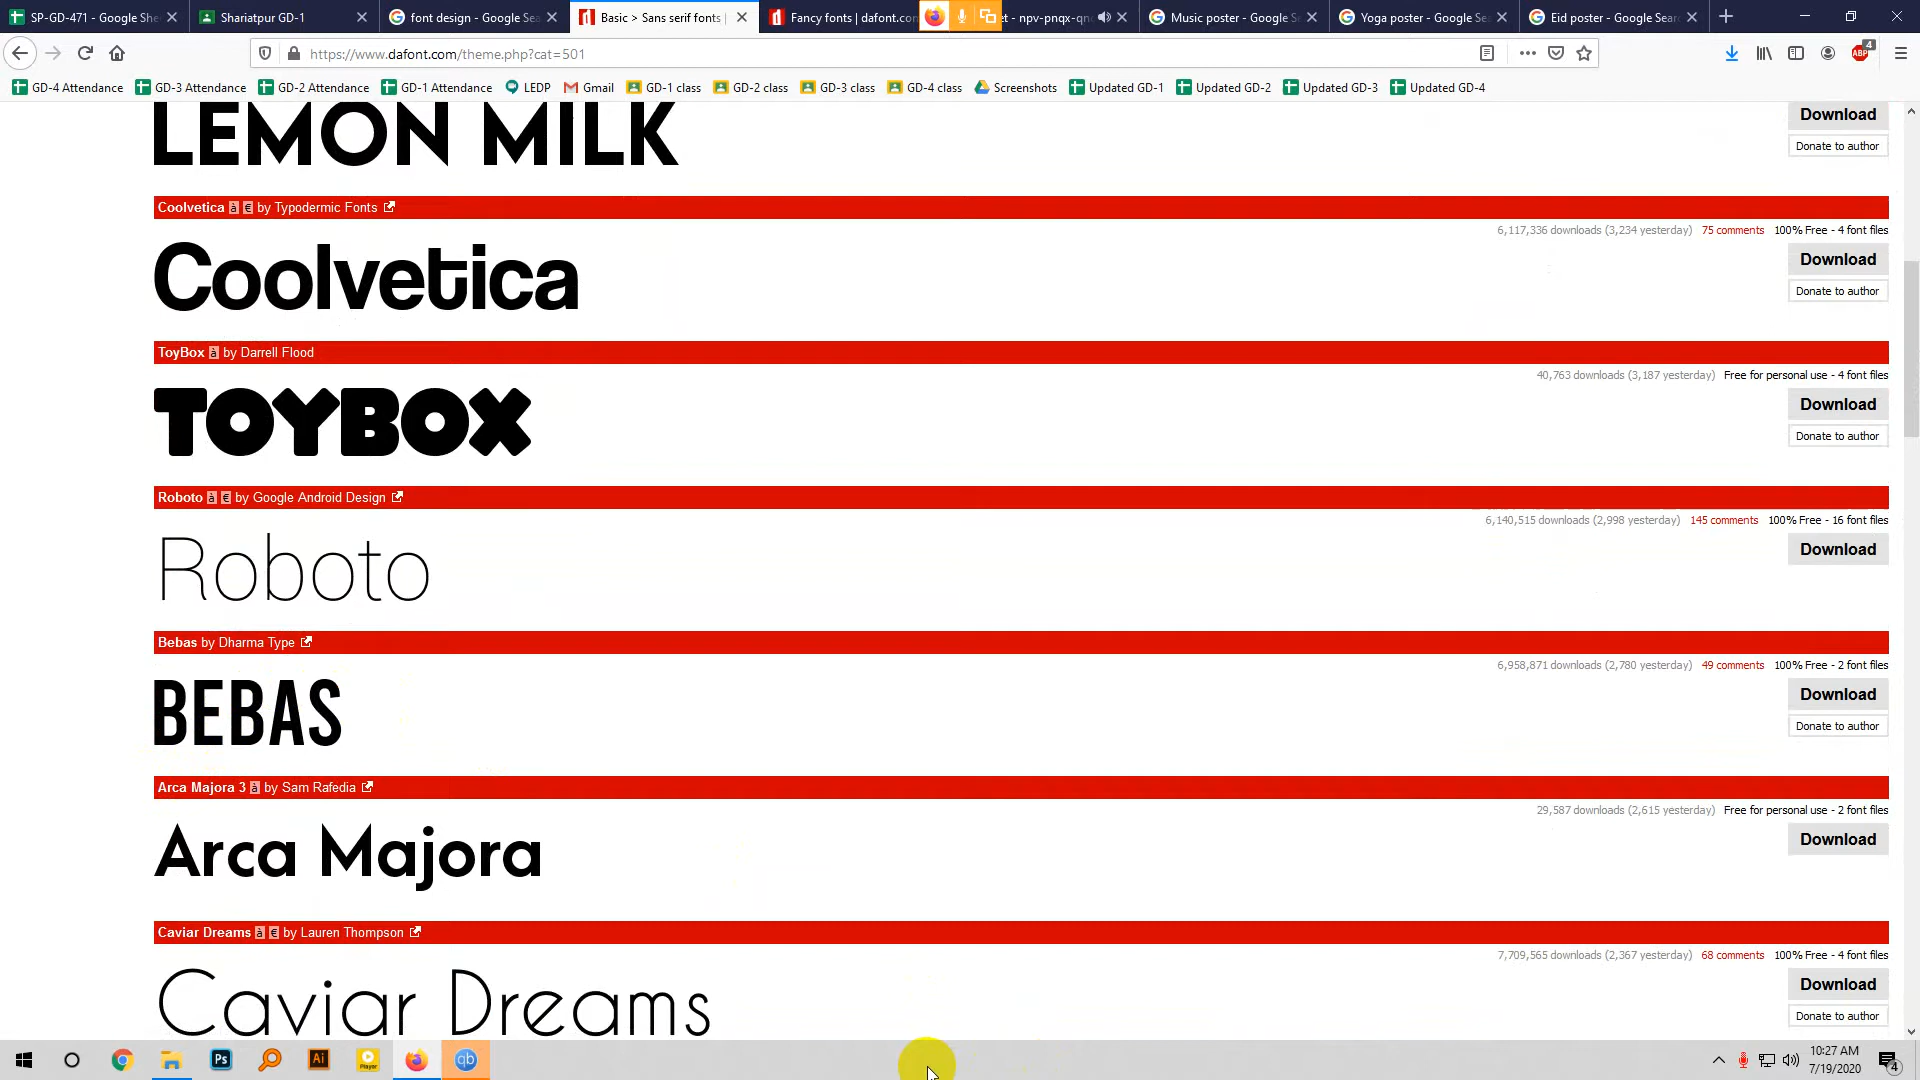 SP-GD-471 - Google She
Shariatpur GD-1
font design - Google Sea
Basic > Sans serif fonts |
Fancy fonts | dafont.com
et - npv-pnqx-qn
Music poster - Google S
Yoga poster - Google Sea
Eid poster - Google Sear
https://www.dafont.com/theme.php?cat=501
ABP 4
GD-4 Attendance
GD-3 Attendance
GD-2 Attendance
GD-1 Attendance
LEDP
Gmail
GD-1 class
GD-2 class
GD-3 class
GD-4 class
Screenshots
Updated GD-1
Updated GD-2
Updated GD-3
Updated GD-4
LEMON MILK
Download
Donate to author
Coolvetica à € by Typodermic Fonts
6,117,336 downloads (3,234 yesterday) 75 comments 100% Free - 4 font files
Coolvetica
Download
Donate to author
ToyBox à by Darrell Flood
40,763 downloads (3,187 yesterday) Free for personal use - 4 font files
TOYBOX
Download
Donate to author
Roboto à € by Google Android Design
6,140,515 downloads (2,998 yesterday) 145 comments 100% Free - 16 font files
Roboto
Download
Bebas by Dharma Type
6,958,871 downloads (2,780 yesterday) 49 comments 100% Free - 2 font files
BEBAS
Download
Donate to author
Arca Majora 3 à by Sam Rafedia
29,587 downloads (2,615 yesterday) Free for personal use - 2 font files
Arca Majora
Download
Caviar Dreams à € by Lauren Thompson
7,709,565 downloads (2,367 yesterday) 68 comments 100% Free - 4 font files
Caviar Dreams
Download
Donate to author
Ps
Ai
Player
qb
10:27 AM
7/19/2020
4